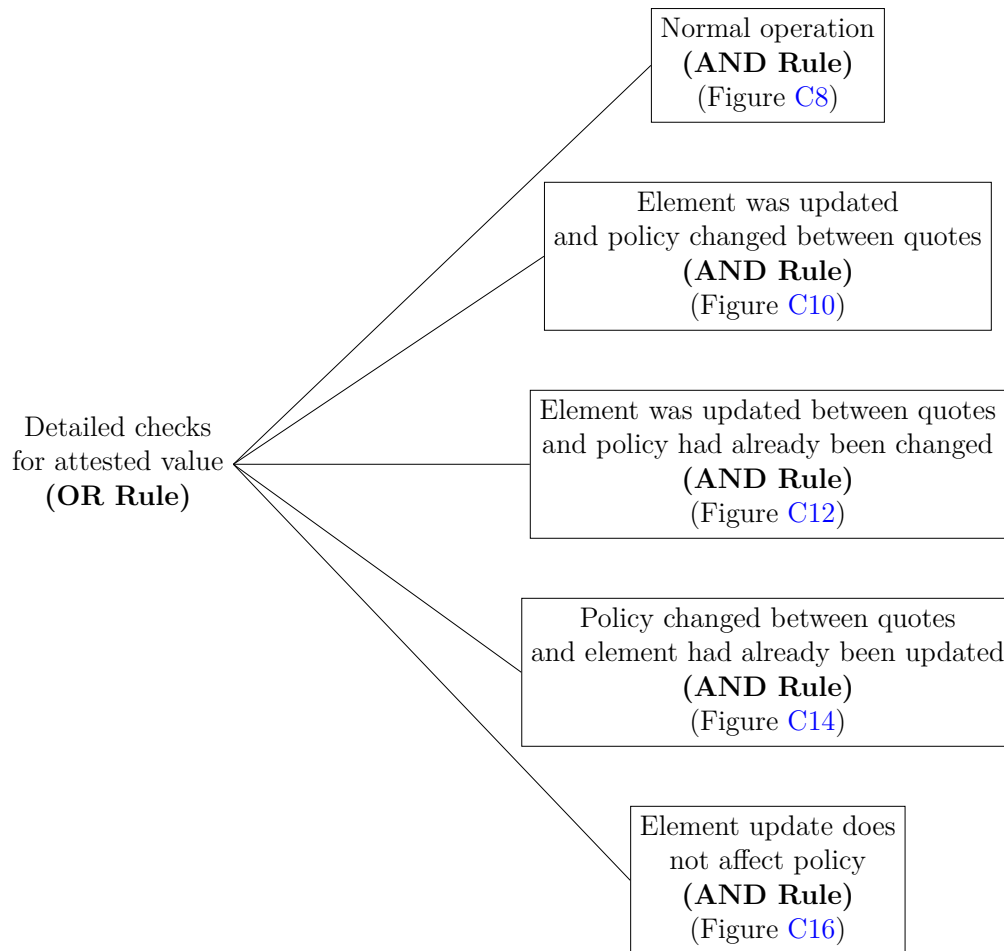 Normal operation
(AND Rule)
(Figure C8)
Element was updated
and policy changed between quotes
(AND Rule)
(Figure C10)
Detailed checks
for attested value
(OR Rule)
Element was updated between quotes
and policy had already been changed
(AND Rule)
(Figure C12)
Policy changed between quotes
and element had already been updated
(AND Rule)
(Figure C14)
Element update does
not affect policy
(AND Rule)
(Figure C16)